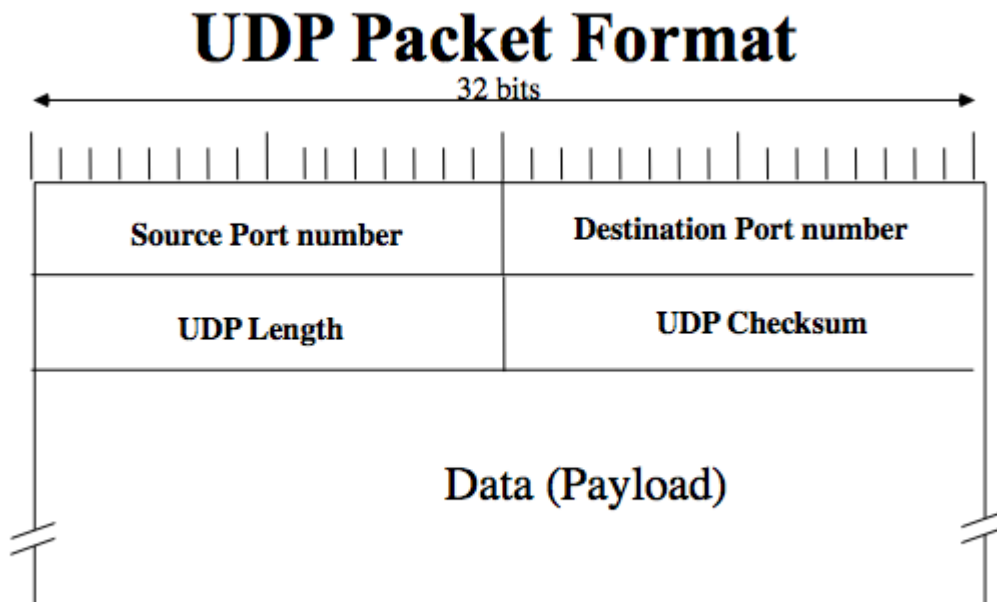 UDP Packet Format
32 bits
Source Port number
Destination Port number
UDP Length
UDP Checksum
Data (Payload)